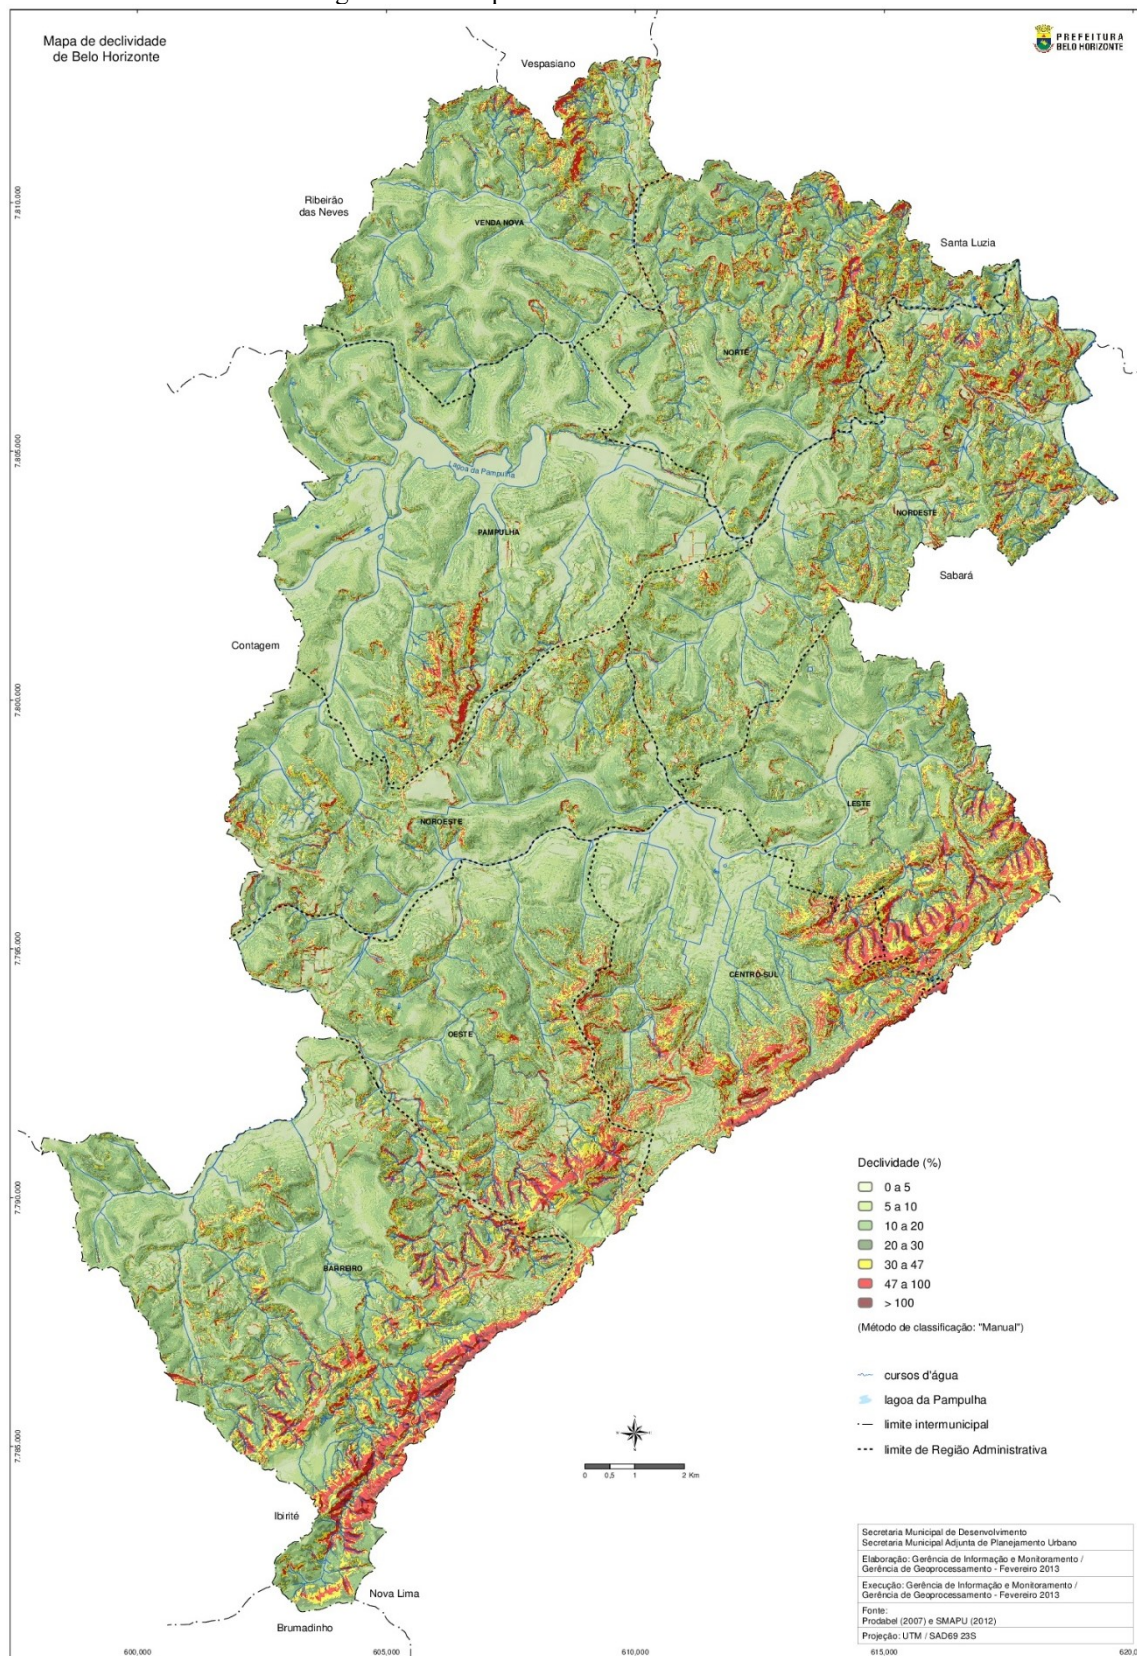 Mapa de declividade
de Belo Horizonte
PREFEITURA
BELO HORIZONTE
Vespasiano
Ribeirão
das Neves
VENDA NOVA
Santa Luzia
NORTE
Lagoa da Pampulha
PAMPULHA
NORDESTE
Sabará
Contagem
NOROESTE
LESTE
CENTRO-SUL
OESTE
BARREIRO
Ibirité
Nova Lima
Brumadinho
7.810.000
7.805.000
7.800.000
7.795.000
7.790.000
7.785.000
Declividade (%)
0 a 5
5 a 10
10 a 20
20 a 30
30 a 47
47 a 100
> 100
(Método de classificação: "Manual")
cursos d'água
lagoa da Pampulha
limite intermunicipal
limite de Região Administrativa
0 0,5 1 2 Km
Secretaria Municipal de Desenvolvimento
Secretaria Municipal Adjunta de Planejamento Urbano
Elaboração: Gerência de Informação e Monitoramento /
Gerência de Geoprocessamento - Fevereiro 2013
Execução: Gerência de Informação e Monitoramento /
Gerência de Geoprocessamento - Fevereiro 2013
Fonte:
Prodabel (2007) e SMAPU (2012)
Projeção: UTM / SAD69 23S
600,000 605,000 610,000 615,000